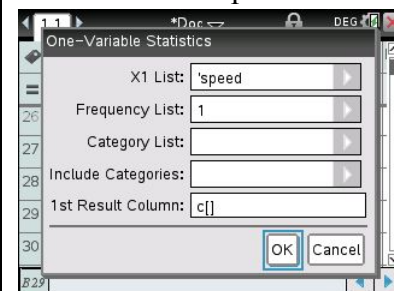 1.1 *Doc DEG
One-Variable Statistics
X1 List: 'speed
Frequency List: 1
Category List:
Include Categories:
1st Result Column: c[]
OK Cancel
=
26
27
28
29
30
B29